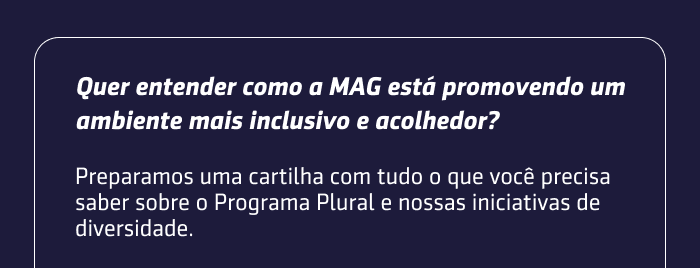 Quer entender como a MAG está promovendo um
ambiente mais inclusivo e acolhedor?
Preparamos uma cartilha com tudo o que você precisa
saber sobre o Programa Plural e nossas iniciativas de
diversidade.